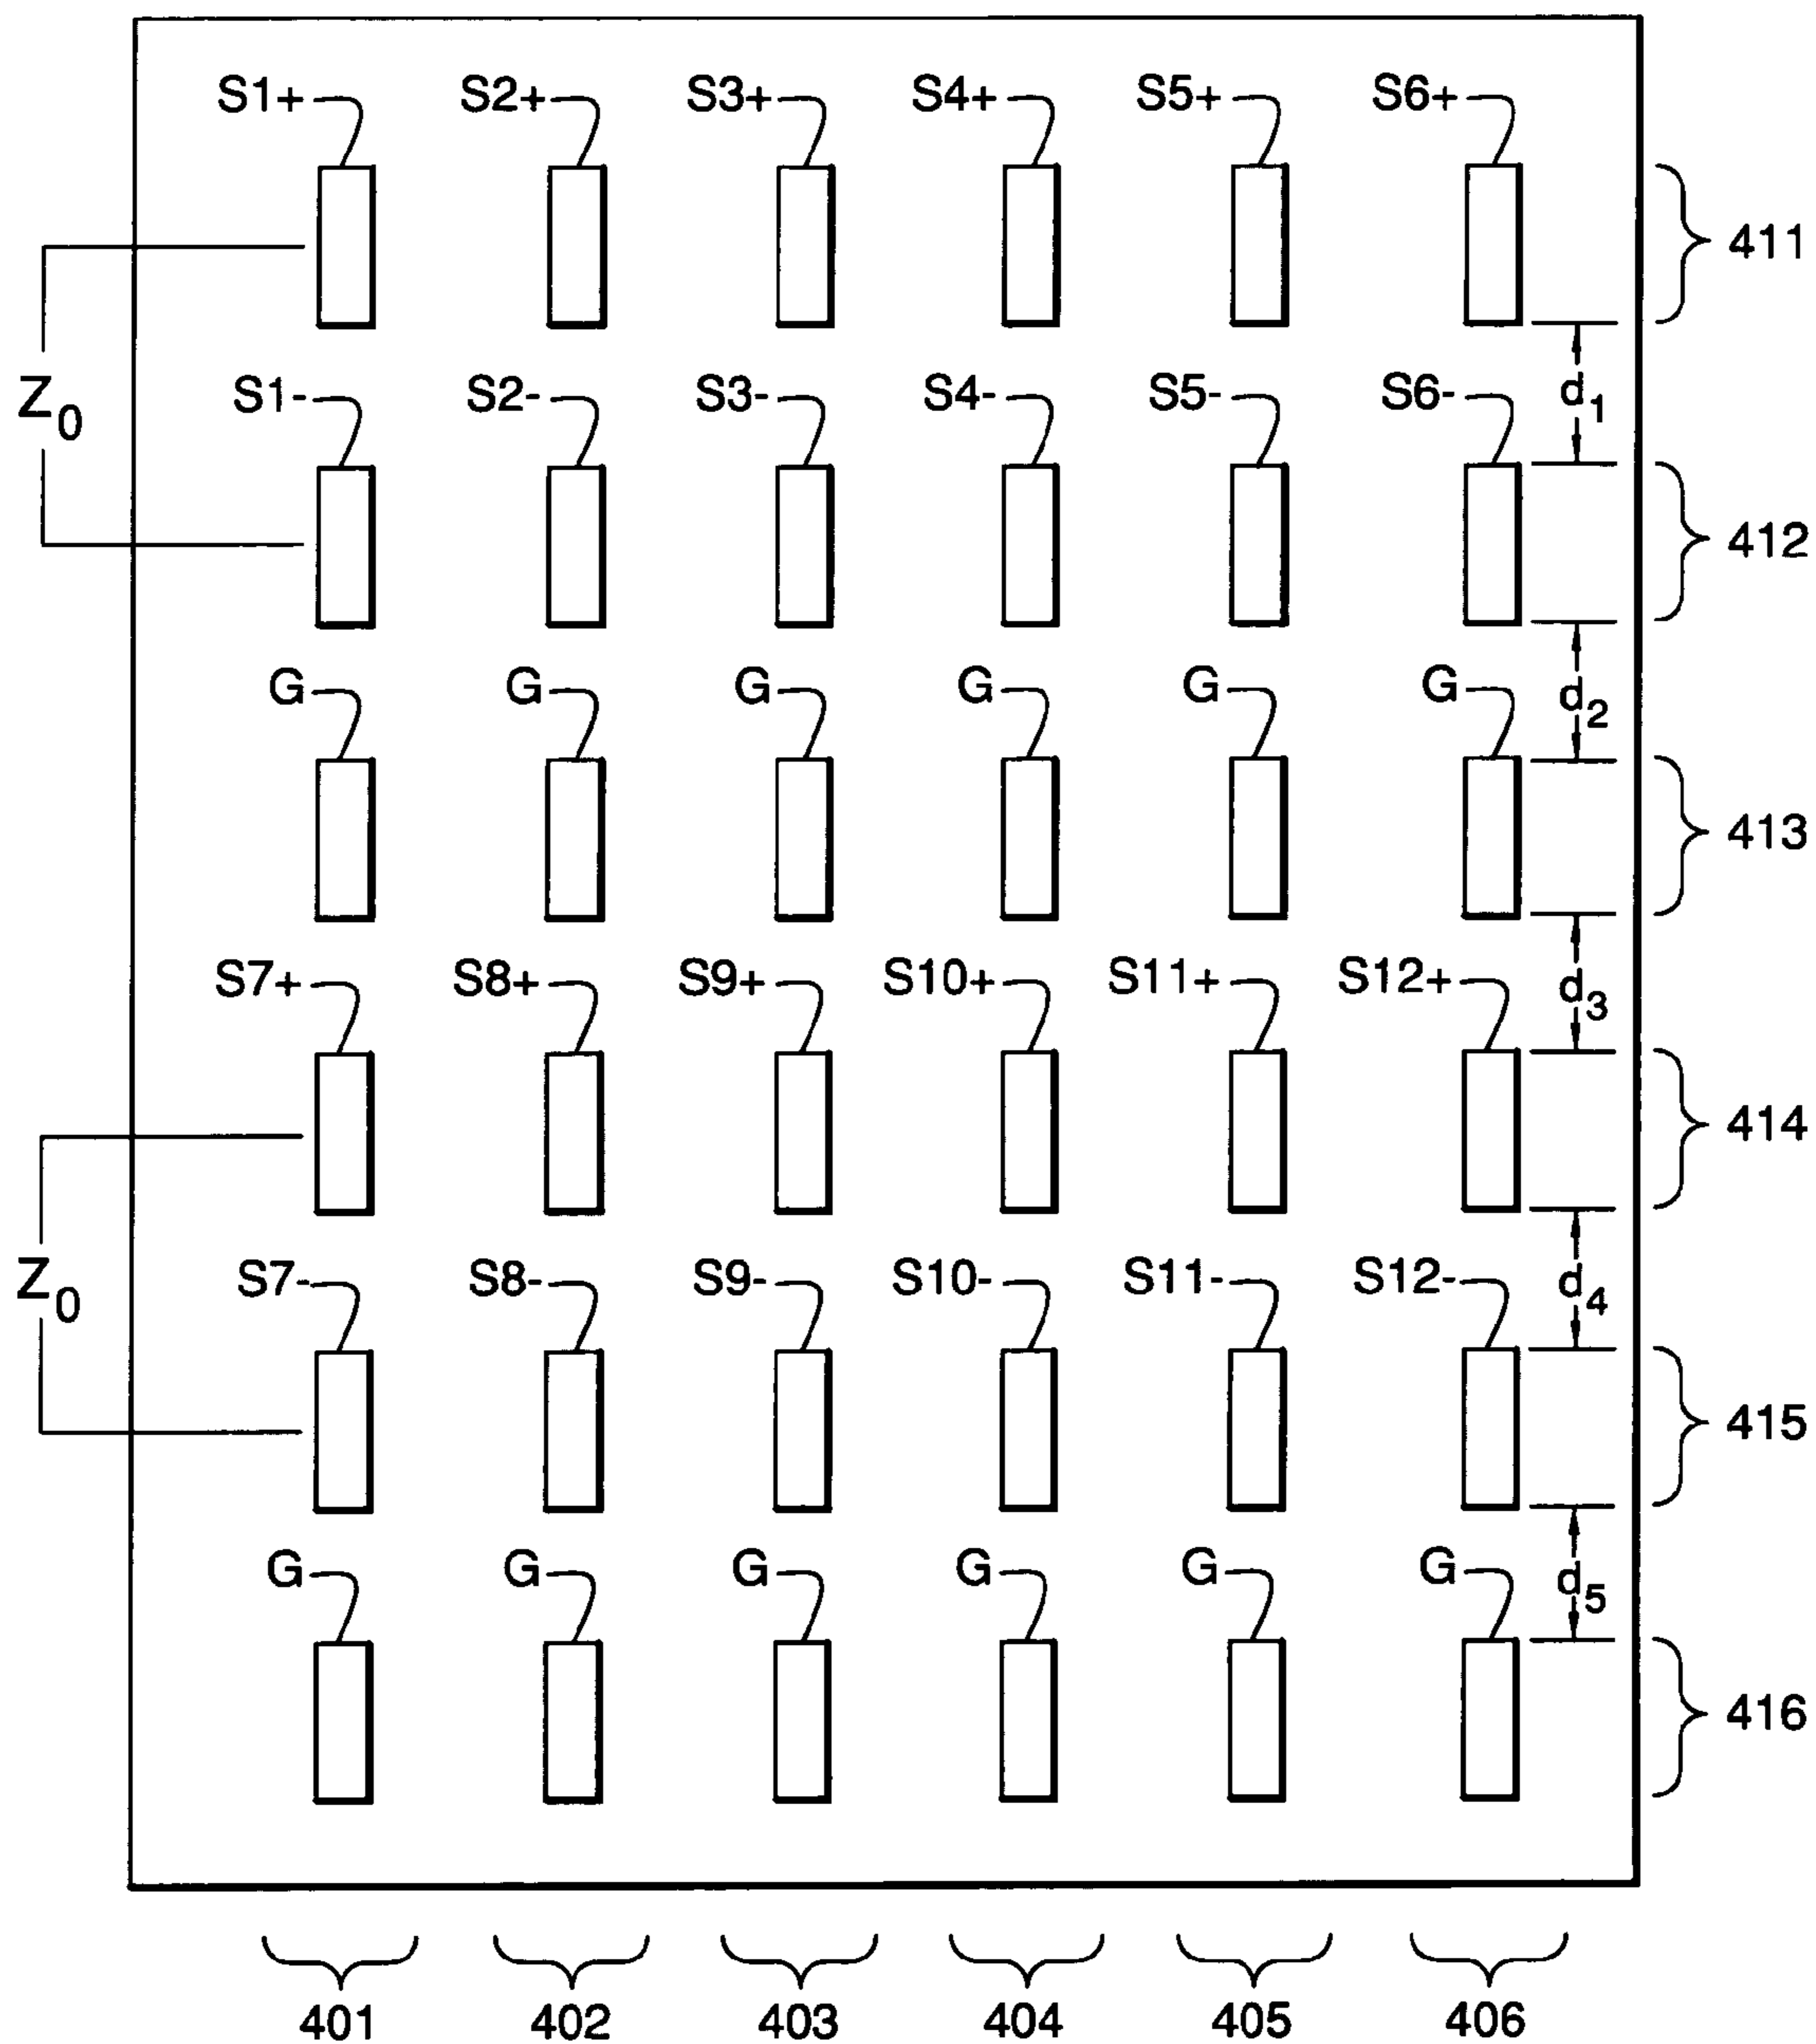 S1+ S2+ S3+ S4+ S5+ S6+
411
d1
Z0 S1- S2- S3- S4- S5- S6-
412
G G G G G G d2
413
S7+ S8+ S9+ S10+ S11+ S12+ d3
414
Z0 S7- S8- S9- S10- S11- S12- d4
415
G G G G G G d5
416
401 402 403 404 405 406